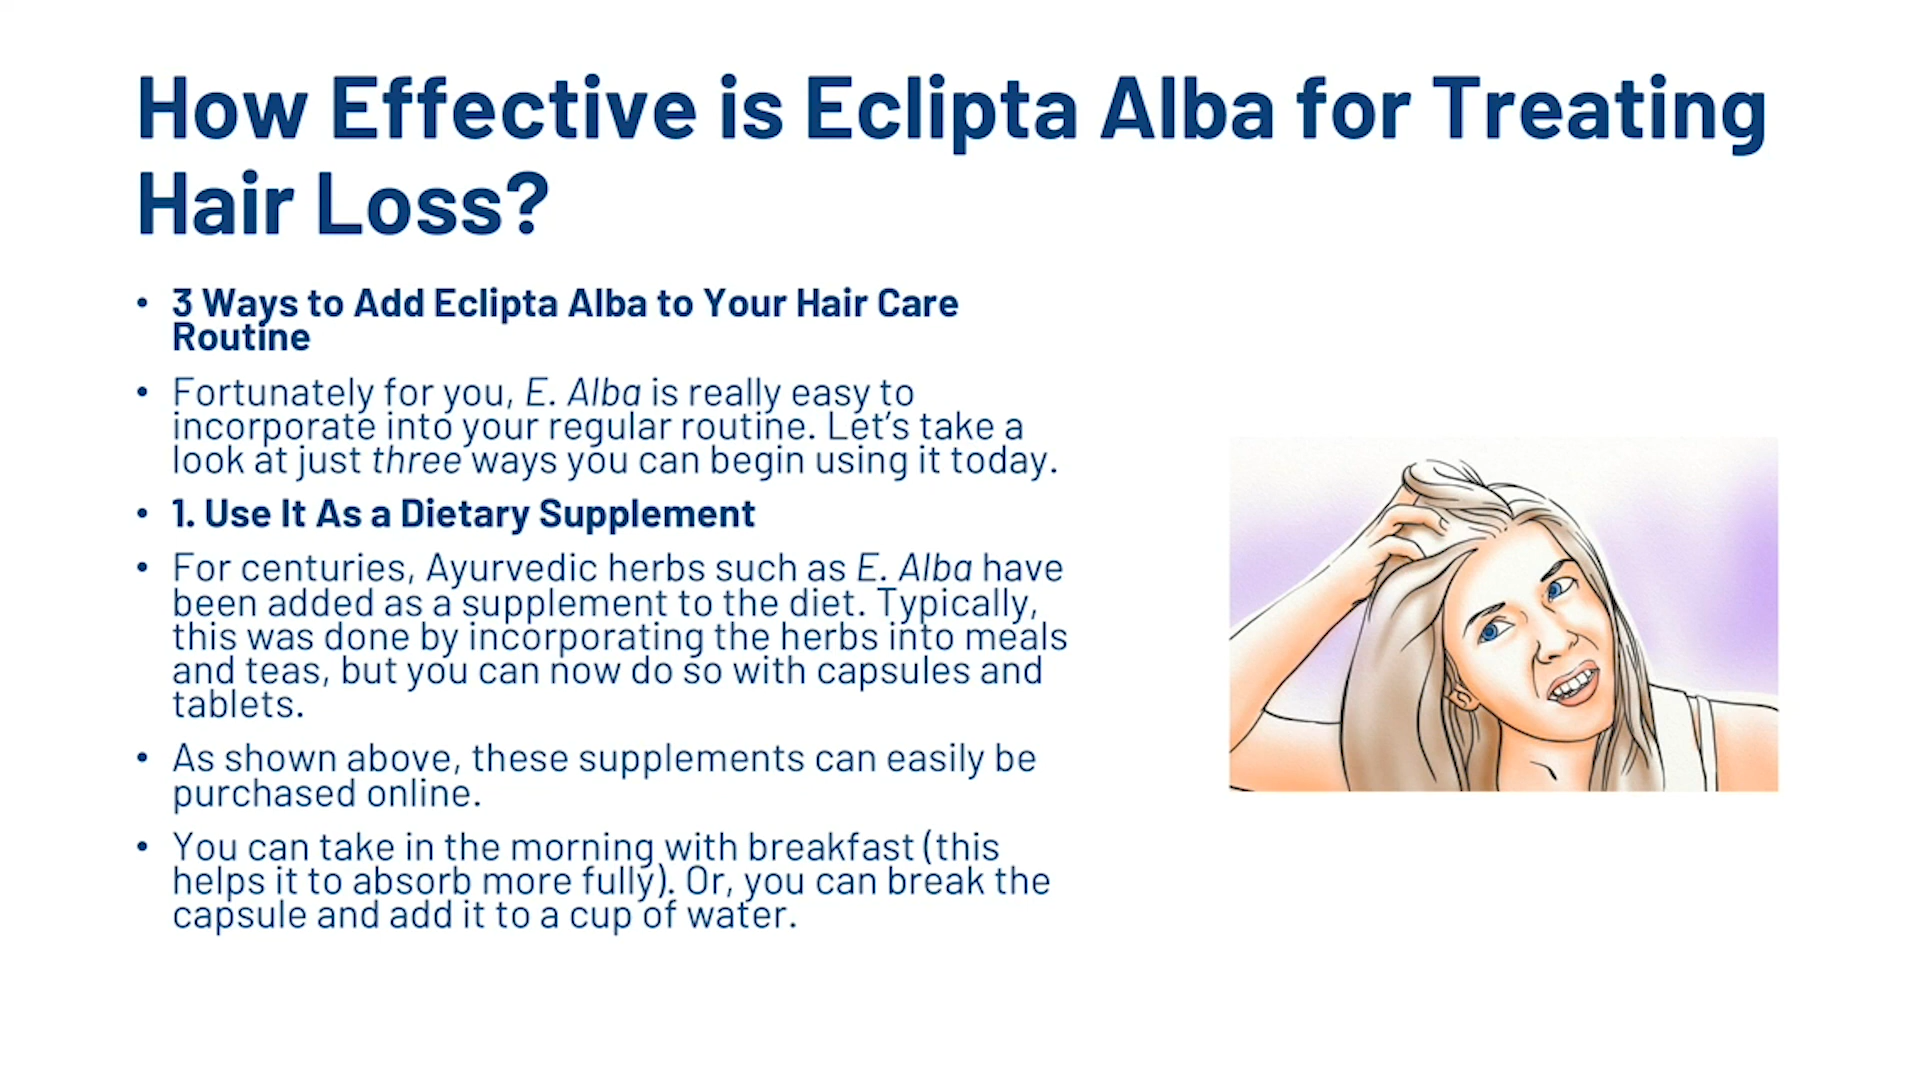 How Effective is Eclipta Alba for Treating
Hair Loss?
• 3 Ways to Add Eclipta Alba to Your Hair Care
Routine
• Fortunately for you, E. Alba is really easy to
incorporate into your regular routine. Let's take a
look at just three ways you can begin using it today.
• 1. Use It As a Dietary Supplement
• For centuries, Ayurvedic herbs such as E. Alba have
been added as a supplement to the diet. Typically,
this was done by incorporating the herbs into meals
and teas, but you can now do so with capsules and
tablets.
• As shown above, these supplements can easily be
purchased online.
• You can take in the morning with breakfast (this
helps it to absorb more fully). Or, you can break the
capsule and add it to a cup of water.